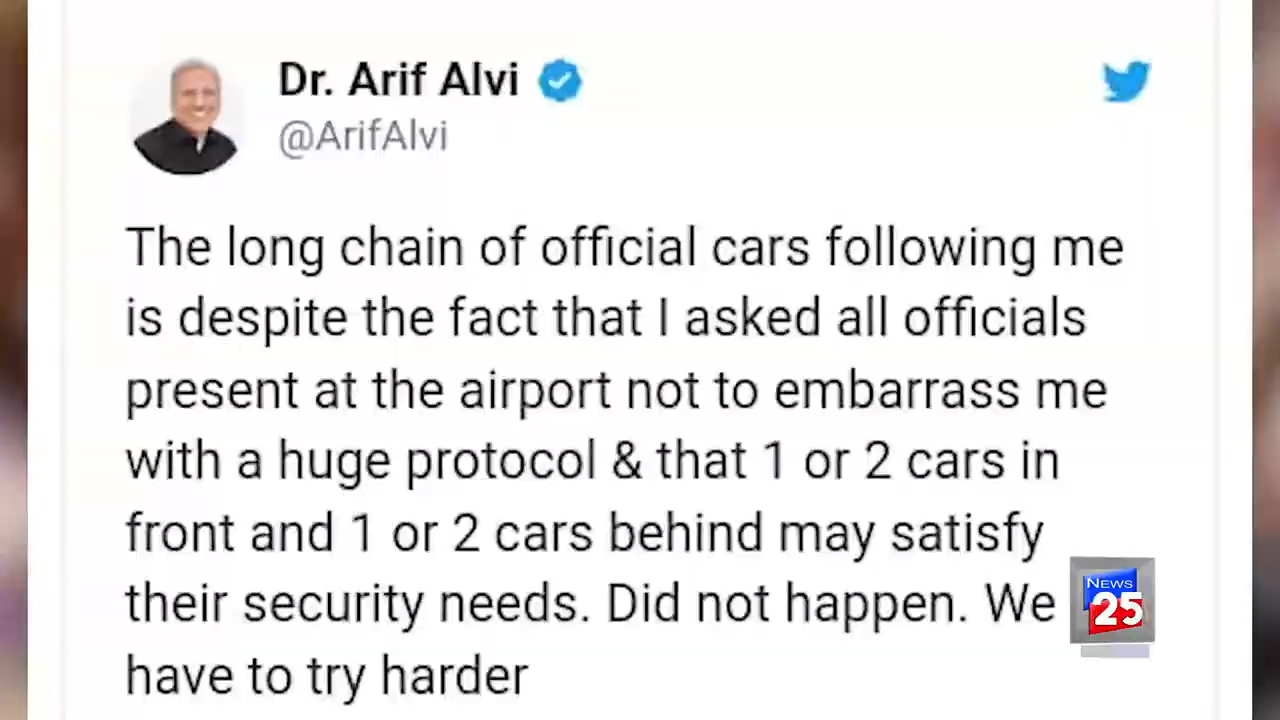 Dr. Arif Alvi
@ArifAlvi
The long chain of official cars following me
is despite the fact that I asked all officials
present at the airport not to embarrass me
with a huge protocol & that 1 or 2 cars in
front and 1 or 2 cars behind may satisfy
their security needs. Did not happen. We
have to try harder
NEWS
25